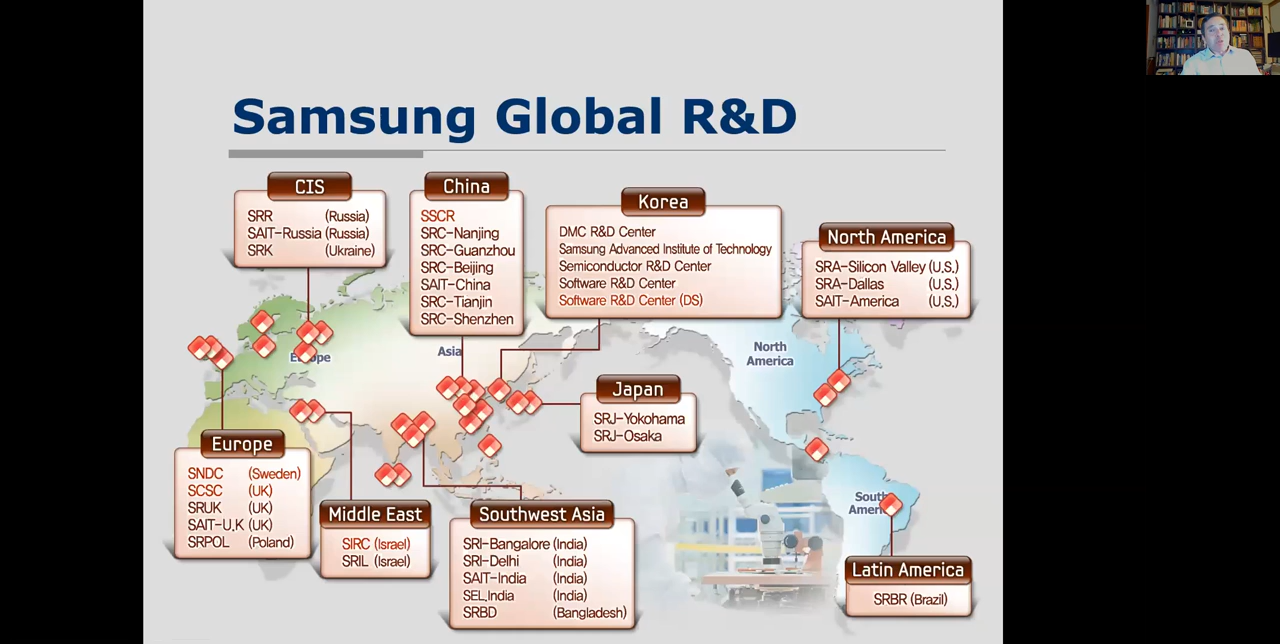 Samsung Global R&D
CIS
SRR (Russia)
SAIT-Russia (Russia)
SRK (Ukraine)
China
SSCR
SRC-Nanjing
SRC-Guanzhou
SRC-Beijing
SAIT-China
SRC-Tianjin
SRC-Shenzhen
Korea
DMC R&D Center
Samsung Advanced Institute of Technology
Semiconductor R&D Center
Software R&D Center
Software R&D Center (DS)
North America
SRA-Silicon Valley (U.S.)
SRA-Dallas (U.S.)
SAIT-America (U.S.)
Europe
Asia
North
America
Japan
SRJ-Yokohama
SRJ-Osaka
Europe
SNDC (Sweden)
SCSC (UK)
SRUK (UK)
SAIT-U.K (UK)
SRPOL (Poland)
Middle East
SIRC (Israel)
SRIL (Israel)
Southwest Asia
SRI-Bangalore (India)
SRI-Delhi (India)
SAIT-India (India)
SEL.India (India)
SRBD (Bangladesh)
South
America
Latin America
SRBR (Brazil)